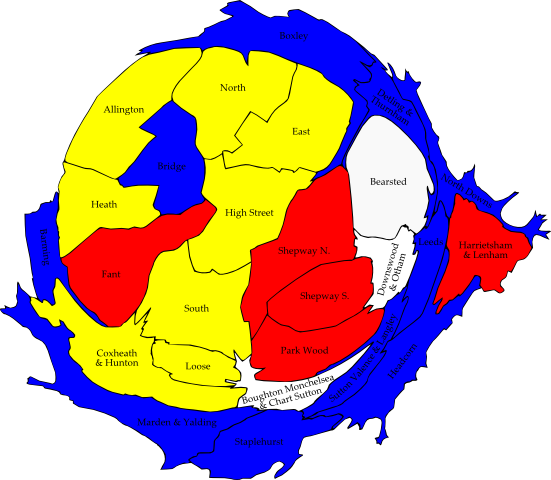 Boxley
North
Allington
Detling &
Thurnham
East
Bridge
Bearsted
North Downs
Heath
High Street
Barming
Leeds
Harrietsham
& Lenham
Shepway N.
Downswood
& Otham
Fant
Shepway S.
South
Park Wood
Coxheath
& Hunton
Loose
Sutton Valence & Langley
Headcorn
Boughton Monchelsea
& Chart Sutton
Marden & Yalding
Staplehurst